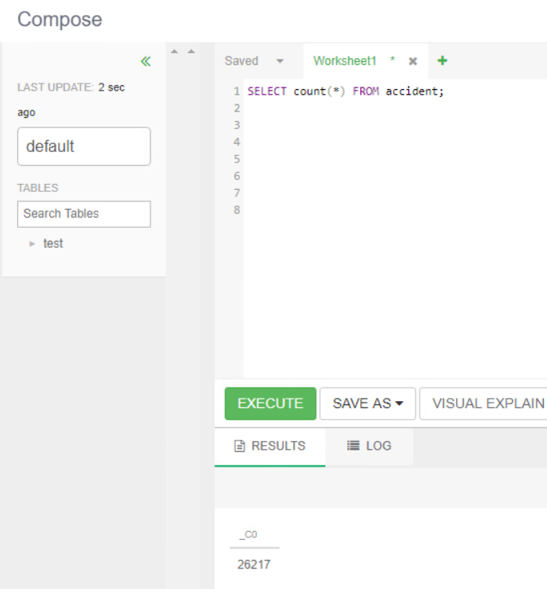 Compose
LAST UPDATE: 2 sec
ago
default
TABLES
Search Tables
test
Saved
Worksheet1 * ✖ +
1 SELECT count(*) FROM accident;
2
3
4
5
6
7
8
EXECUTE SAVE AS VISUAL EXPLAIN
RESULTS LOG
_C0
26217